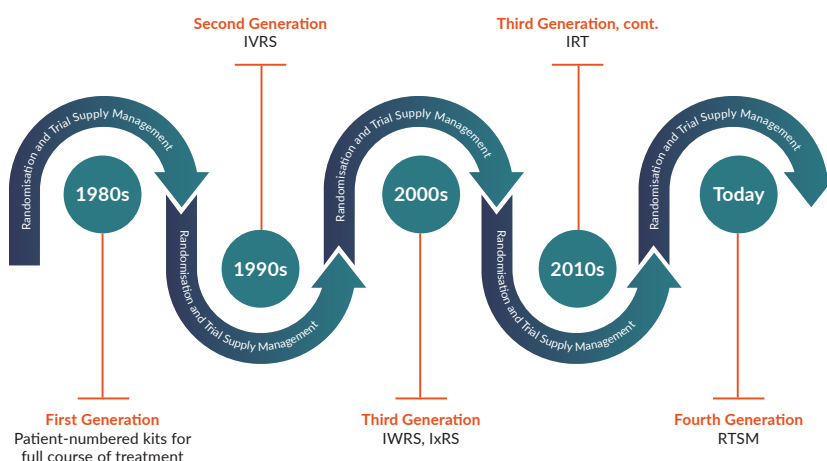 Second Generation
IVRS
Third Generation, cont.
IRT
Randomisation and Trial Supply Management
1980s
Randomisation and Trial Supply Management
1990s
Randomisation and Trial Supply Management
2000s
Randomisation and Trial Supply Management
2010s
Randomisation and Trial Supply Management
Today
First Generation
Patient-numbered kits for
full course of treatment
Third Generation
IWRS, IxRS
Fourth Generation
RTSM